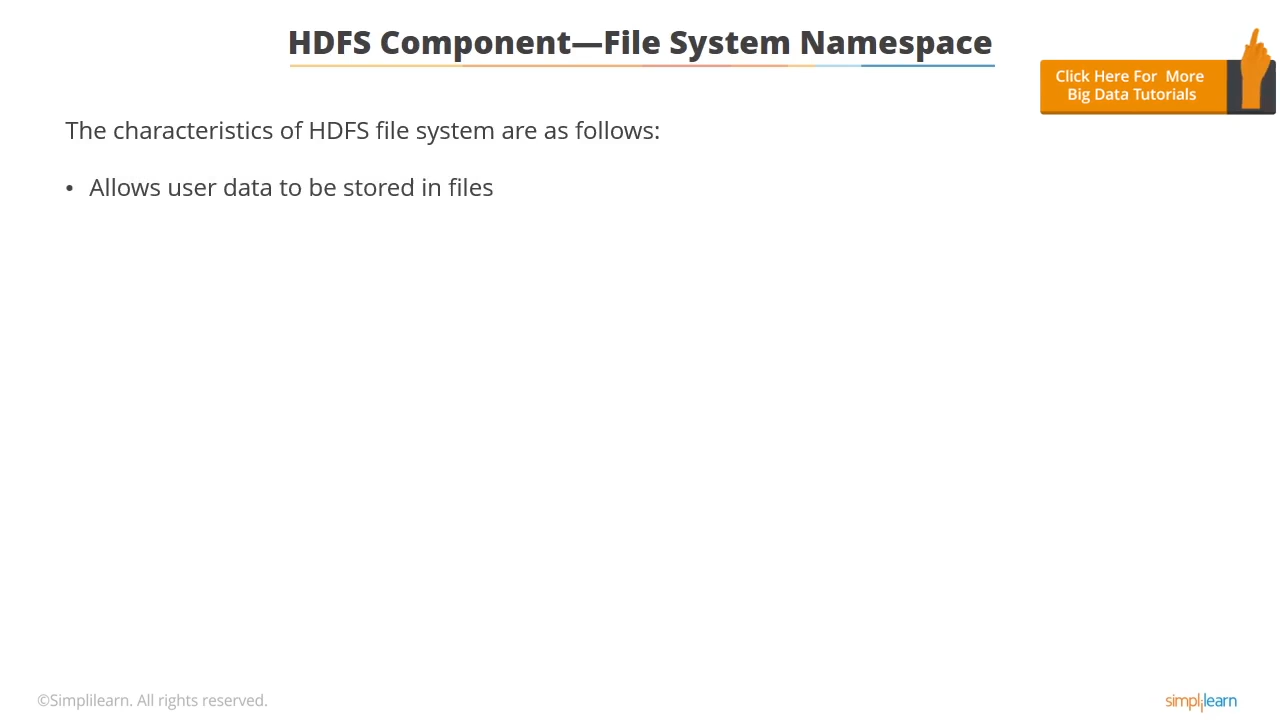 HDFS Component—File System Namespace
Click Here For More
Big Data Tutorials
The characteristics of HDFS file system are as follows:
• Allows user data to be stored in files
©Simplilearn. All rights reserved.
simplilearn